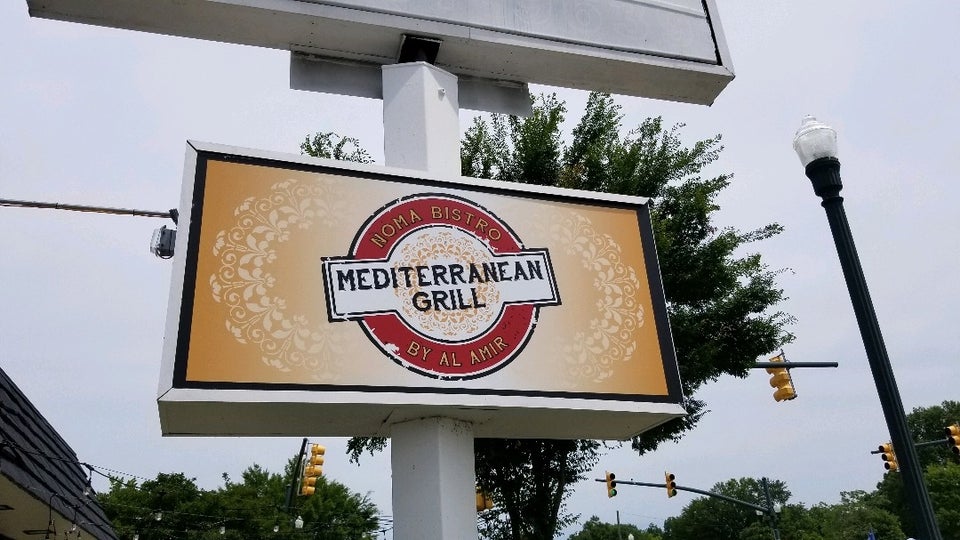 NOMA BISTRO
MEDITERRANEAN
GRILL
BY AL AMIR